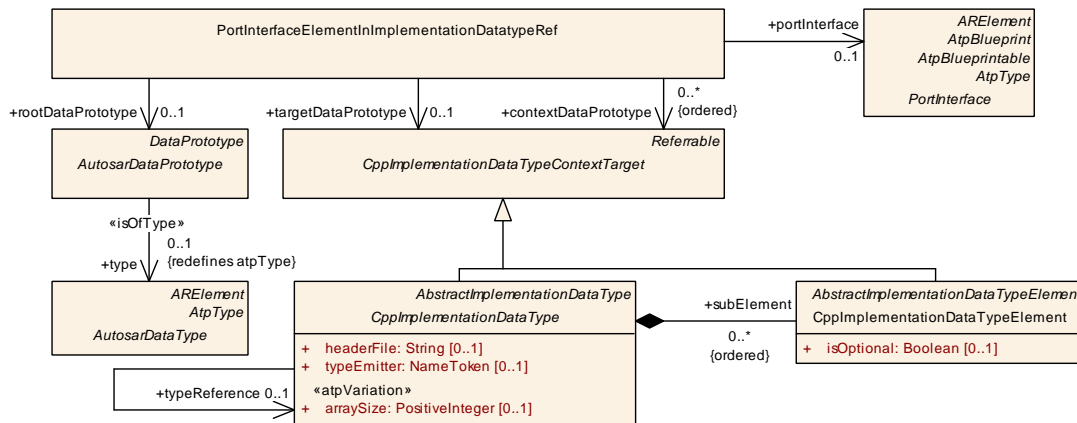 PortInterfaceElementInImplementationDatatypeRef
+portInterface
0..1
ARElement
AtpBlueprint
AtpBlueprintable
AtpType
PortInterface
+rootDataPrototype
0..1
+targetDataPrototype
0..1
+contextDataPrototype
0..*
{ordered}
DataPrototype
AutosarDataPrototype
Referrable
CppImplementationDataTypeContextTarget
«isOfType»
+type
0..1
{redefines atpType}
ARElement
AtpType
AutosarDataType
AbstractImplementationDataType
CppImplementationDataType
+ headerFile: String [0..1]
+ typeEmitter: NameToken [0..1]
«atpVariation»
+ arraySize: PositiveInteger [0..1]
+typeReference 0..1
+subElement
0..*
{ordered}
AbstractImplementationDataTypeElement
CppImplementationDataTypeElement
+ isOptional: Boolean [0..1]